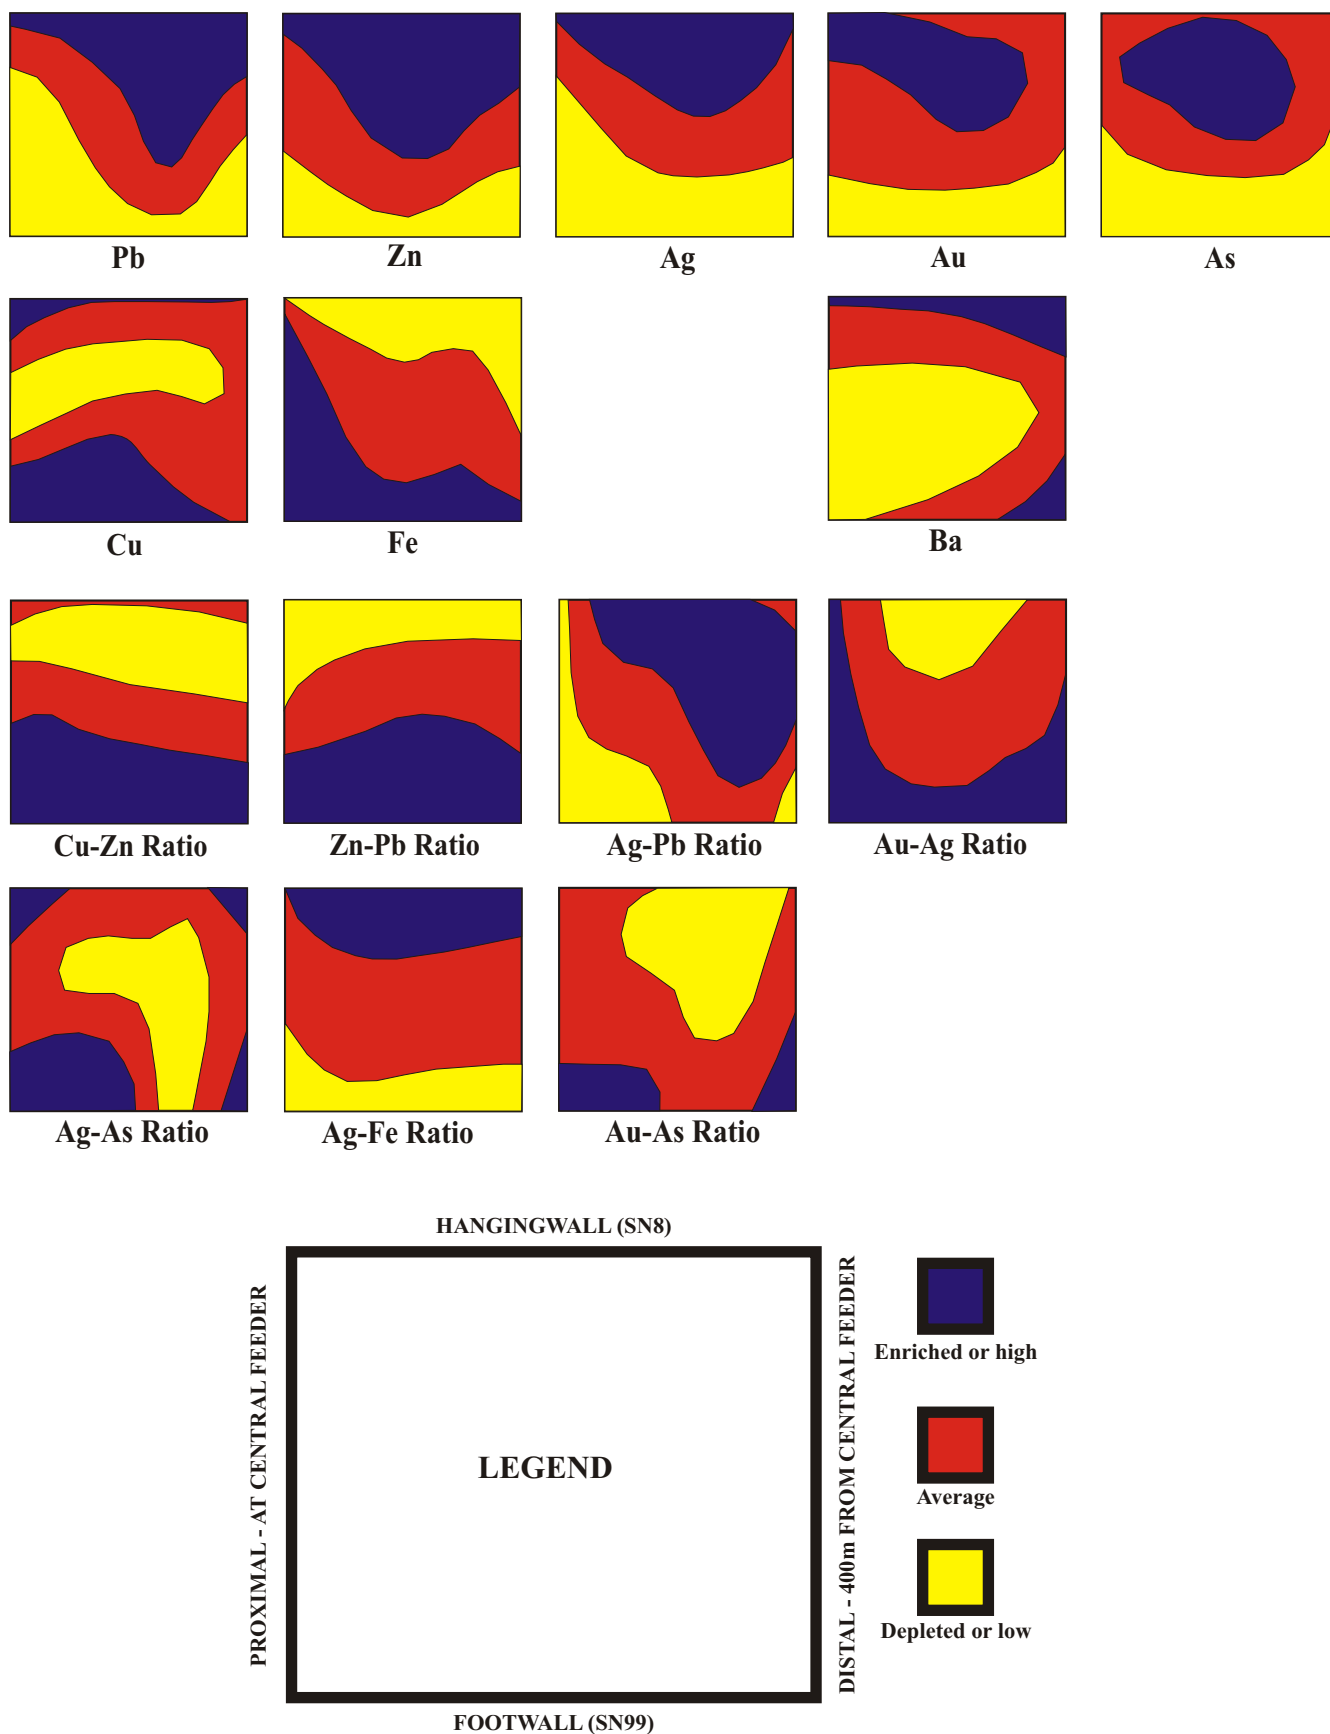 Pb
Zn
Ag
Au
As
Cu
Fe
Ba
Cu-Zn Ratio
Zn-Pb Ratio
Ag-Pb Ratio
Au-Ag Ratio
Ag-As Ratio
Ag-Fe Ratio
Au-As Ratio
HANGINGWALL (SN8)
PROXIMAL - AT CENTRAL FEEDER
LEGEND
DISTAL - 400m FROM CENTRAL FEEDER
FOOTWALL (SN99)
Enriched or high
Average
Depleted or low